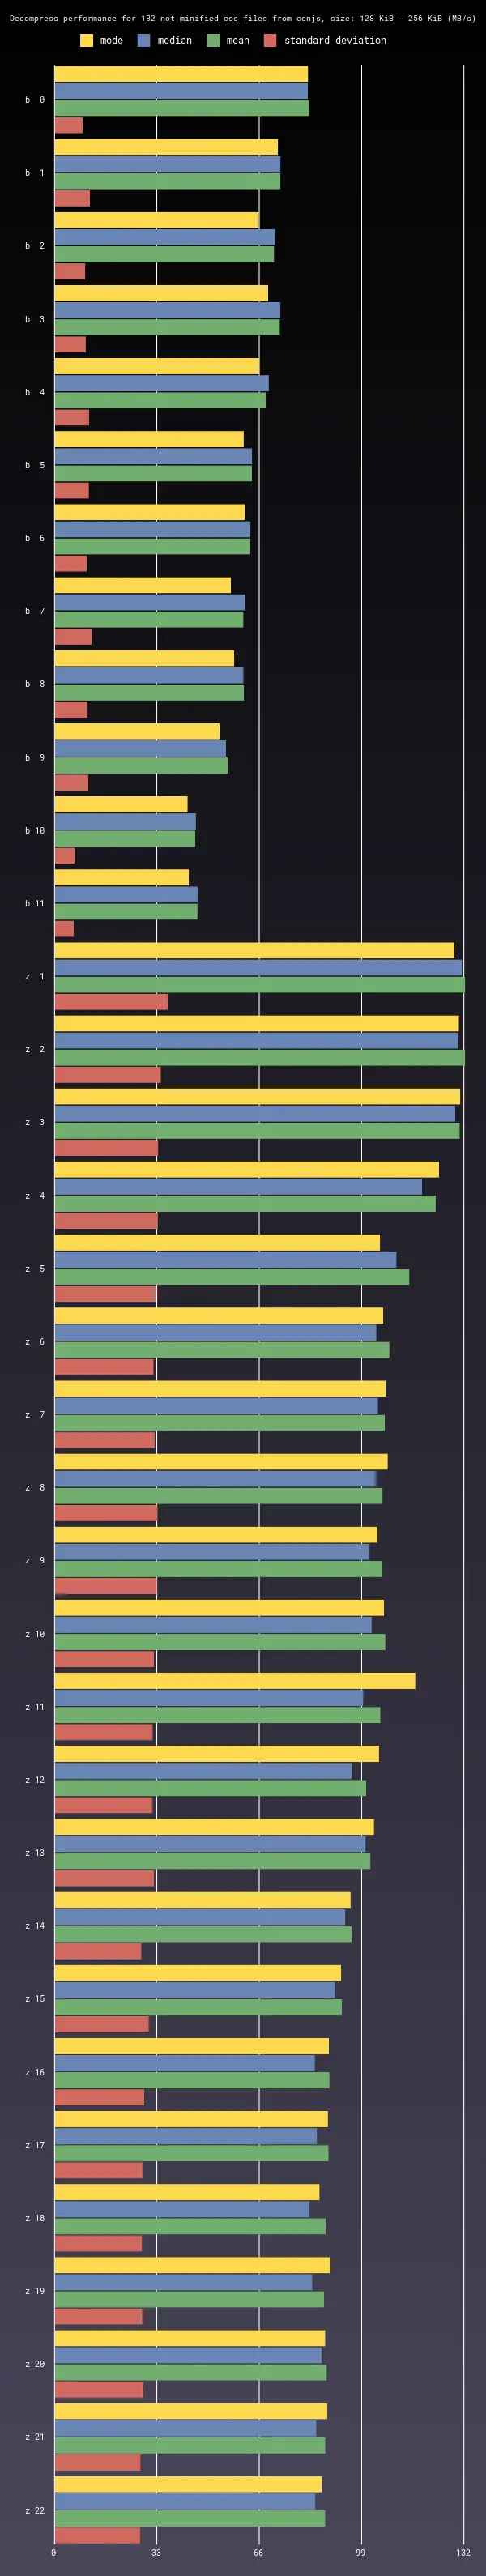 Decompress performance for 182 not minified css files from cdnjs, size: 128 KiB - 256 KiB (MB/s)
mode median mean standard deviation
b 0
b 1
b 2
b 3
b 4
b 5
b 6
b 7
b 8
b 9
b 10
b 11
z 1
z 2
z 3
z 4
z 5
z 6
z 7
z 8
z 9
z 10
z 11
z 12
z 13
z 14
z 15
z 16
z 17
z 18
z 19
z 20
z 21
z 22
0 33 66 99 132